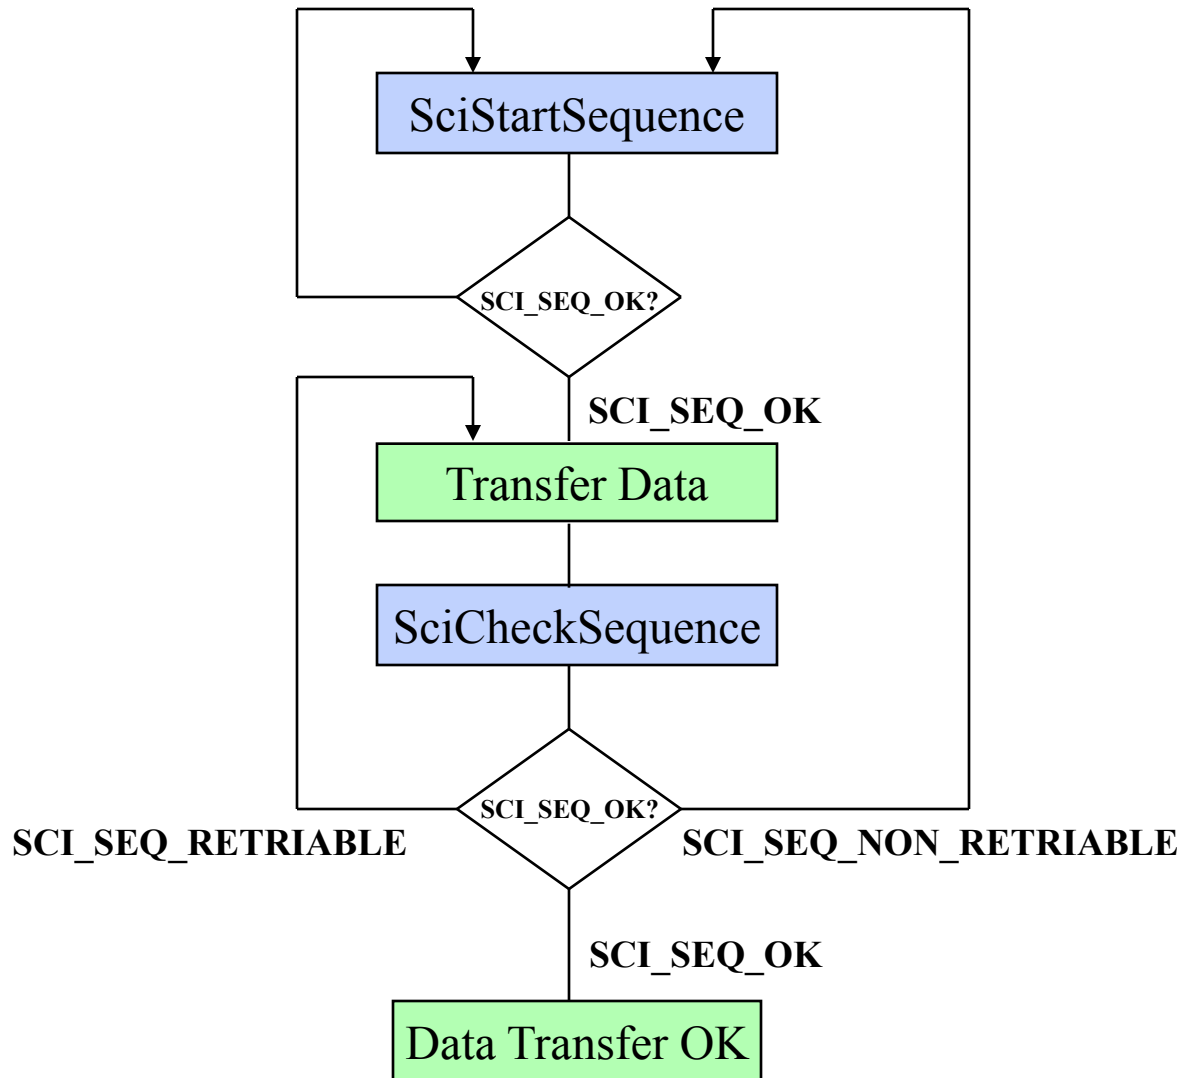 SciStartSequence
SCI_SEQ_OK?
SCI_SEQ_OK
Transfer Data
SciCheckSequence
SCI_SEQ_OK?
SCI_SEQ_RETRIABLE
SCI_SEQ_NON_RETRIABLE
SCI_SEQ_OK
Data Transfer OK